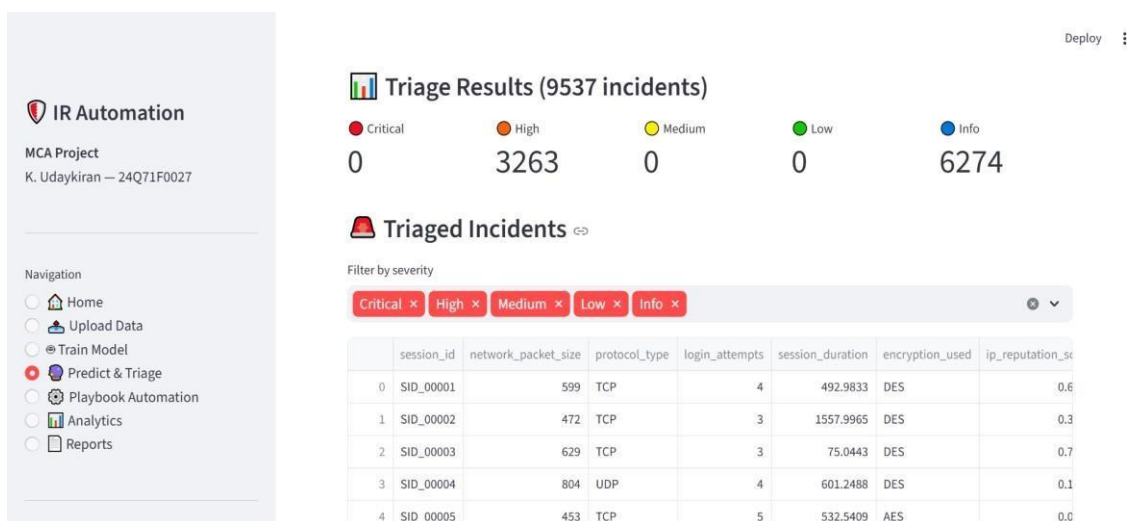 Deploy
IR Automation
MCA Project
K. Udaykiran — 24Q71F0027
Navigation
Home
Upload Data
Train Model
Predict & Triage
Playbook Automation
Analytics
Reports
Triage Results (9537 incidents)
Critical High Medium Low Info
0 3263 0 0 6274
Triaged Incidents
Filter by severity
Critical × High × Medium × Low × Info ×
session_id network_packet_size protocol_type login_attempts session_duration encryption_used ip_reputation_sc
0 SID_00001 599 TCP 4 492.9833 DES 0.6
1 SID_00002 472 TCP 3 1557.9965 DES 0.3
2 SID_00003 629 TCP 3 75.0443 DES 0.7
3 SID_00004 804 UDP 4 601.2488 DES 0.1
4 SID_00005 453 TCP 5 532.5409 AES 0.0